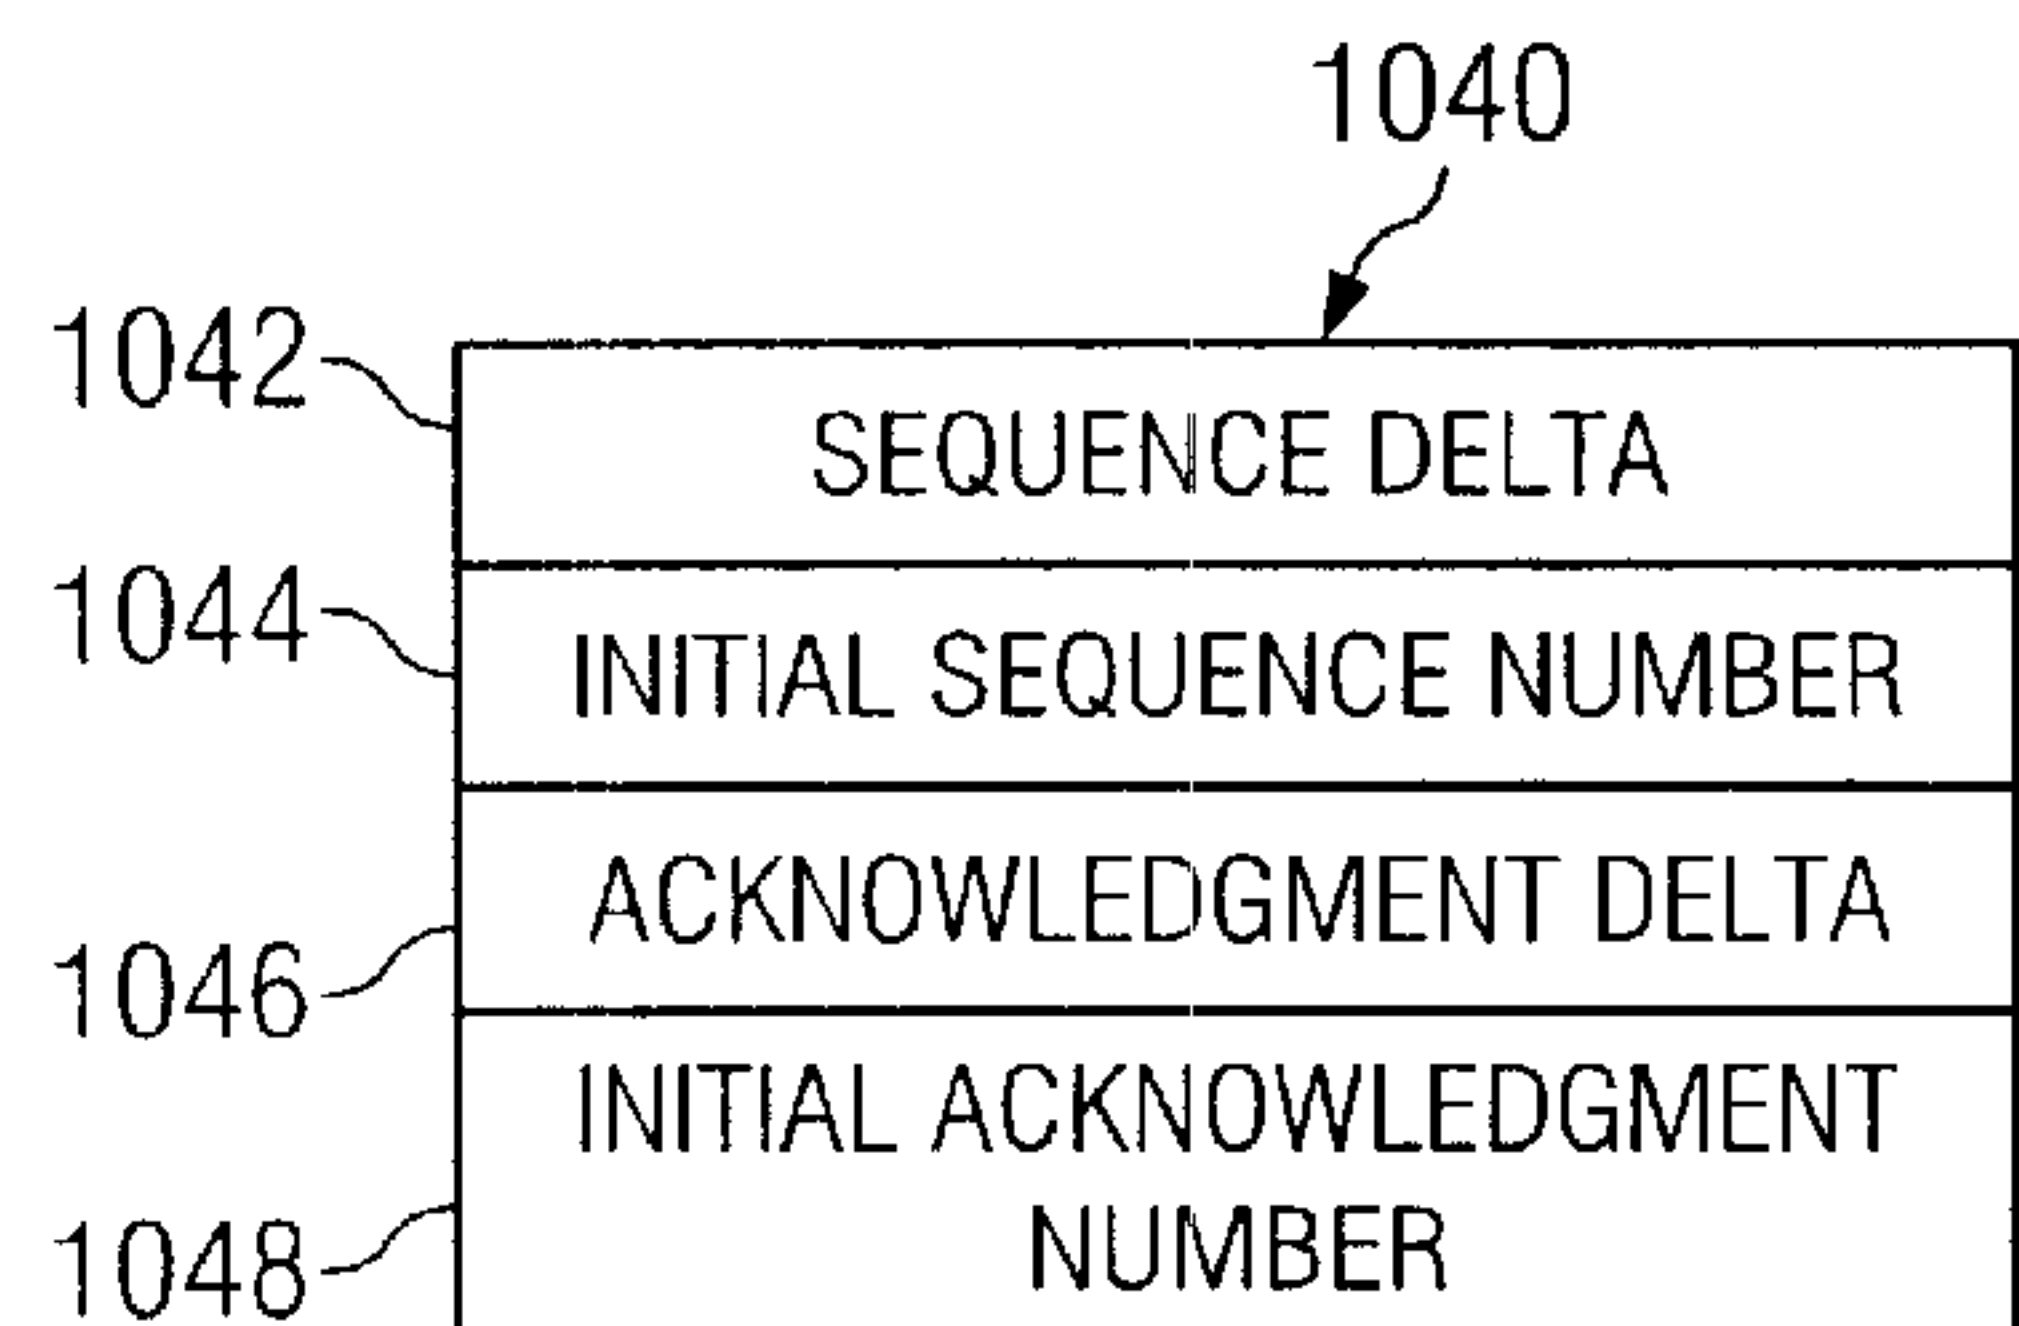 1040
1042
SEQUENCE DELTA
1044
INITIAL SEQUENCE NUMBER
ACKNOWLEDGMENT DELTA
1046
INITIAL ACKNOWLEDGMENT
NUMBER
1048